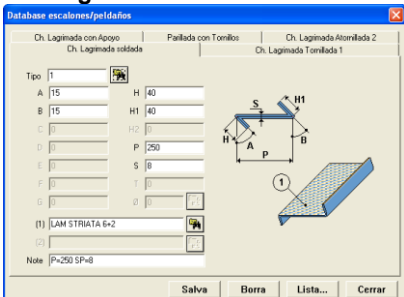 Database escalones/peldaños
Ch. Lagrimada con Apoyo
Parillada con Tornillos
Ch. Lagrimada Atornillada 2
Ch. Lagrimada soldada
Ch. Lagrimada Tornillada 1
Tipo 1
A 15 H 40
B 15 H1 40
C 0 H2 0
D 0 P 250
E 0 S 8
F 0 T 0
G 0 Ø 0
S H1
H A B
P
1
(1) LAM STRIATA 6+2
(2)
Note P=250 SP=8
Salva Borra Lista... Cerrar